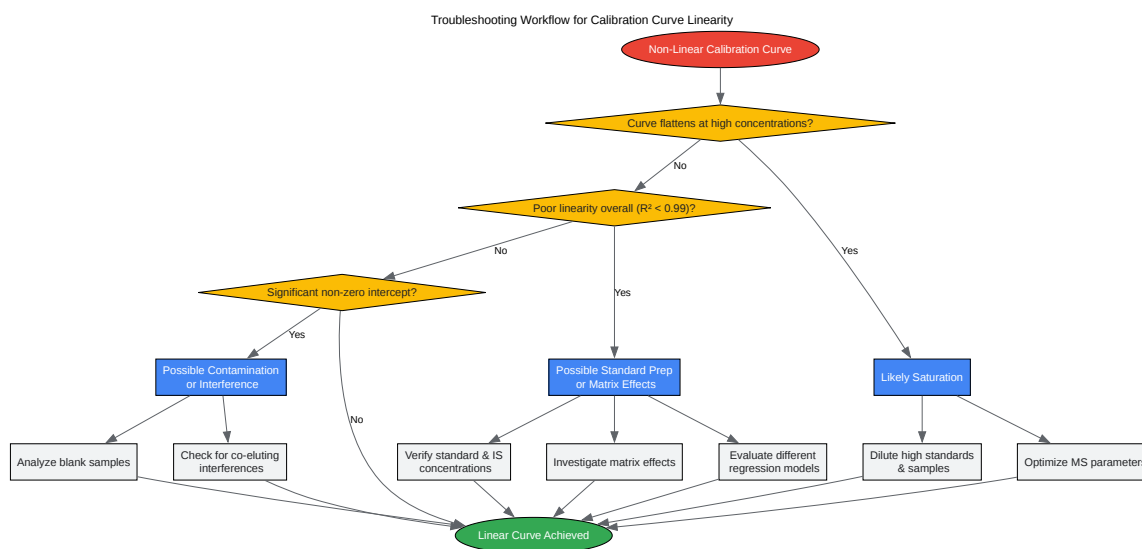 Troubleshooting Workflow for Calibration Curve Linearity
Non-Linear Calibration Curve
Curve flattens at high concentrations?
No
Poor linearity overall (R² < 0.99)?
No
Yes
Significant non-zero intercept?
Yes
Yes
Possible Contamination
or Interference
Possible Standard Prep
or Matrix Effects
Likely Saturation
No
Analyze blank samples
Check for co-eluting
interferences
Verify standard & IS
concentrations
Investigate matrix effects
Evaluate different
regression models
Dilute high standards
& samples
Optimize MS parameters
Linear Curve Achieved